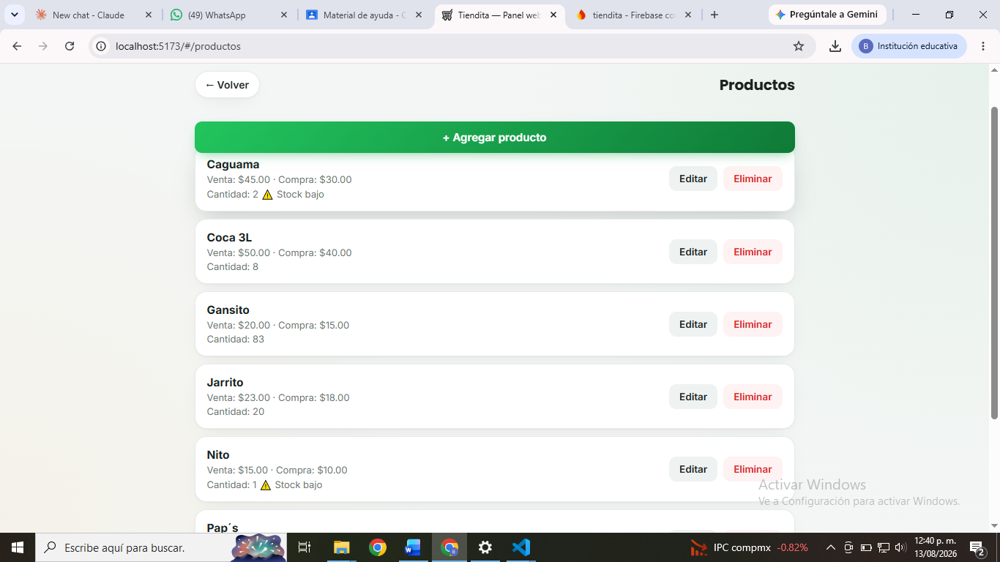 New chat - Claude
(49) WhatsApp
Material de ayuda - C
Tiendita — Panel web
tiendita - Firebase co
Pregúntale a Gemini
localhost:5173/#/productos
B
Institución educativa
← Volver
Productos
+ Agregar producto
Caguama
Venta: $45.00 · Compra: $30.00
Cantidad: 2 ⚠ Stock bajo
Editar
Eliminar
Coca 3L
Venta: $50.00 · Compra: $40.00
Cantidad: 8
Editar
Eliminar
Gansito
Venta: $20.00 · Compra: $15.00
Cantidad: 83
Editar
Eliminar
Jarrito
Venta: $23.00 · Compra: $18.00
Cantidad: 20
Editar
Eliminar
Nito
Venta: $15.00 · Compra: $10.00
Cantidad: 1 ⚠ Stock bajo
Editar
Eliminar
Pap´s
Activar Windows
Ve a Configuración para activar Windows.
Escribe aquí para buscar.
IPC compmx -0.82%
12:40 p. m.
13/08/2026
2